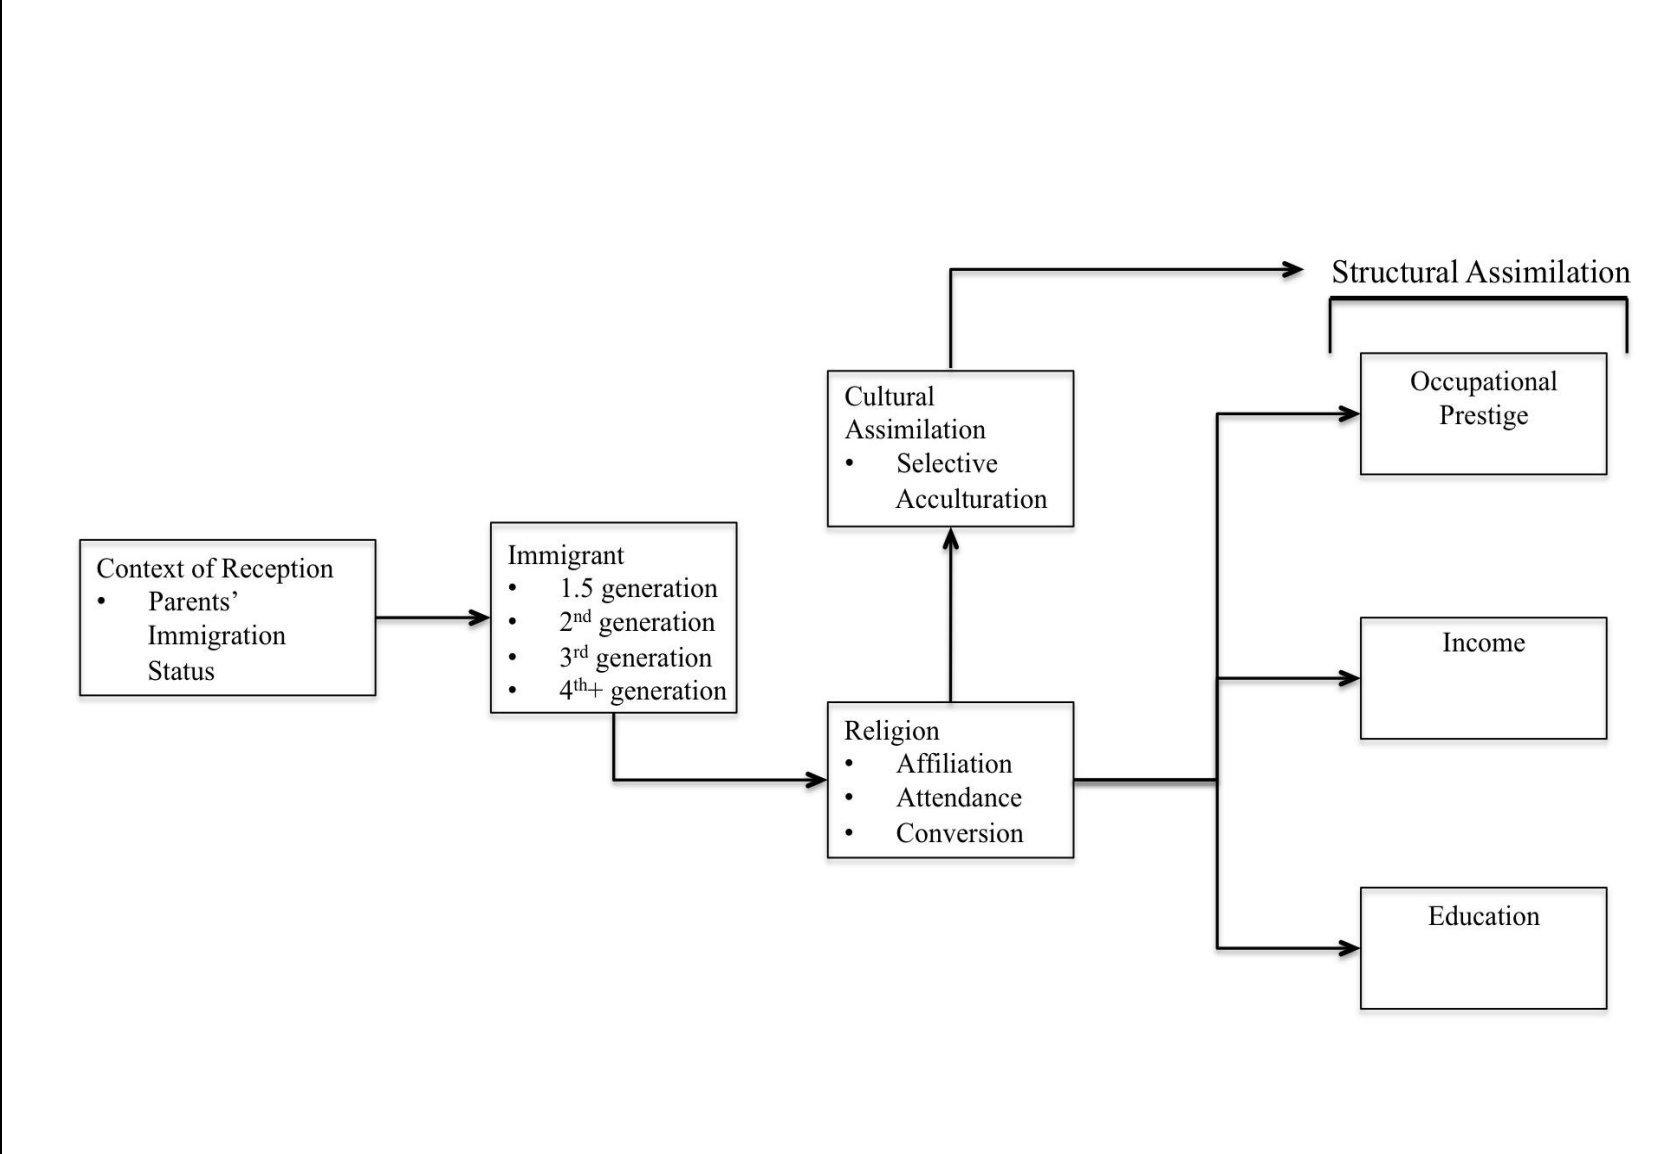 Structural Assimilation
Occupational
Prestige
Cultural
Assimilation
• Selective
Acculturation
Context of Reception
• Parents’
Immigration
Status
Immigrant
• 1.5 generation
• 2nd generation
• 3rd generation
• 4th+ generation
Religion
• Affiliation
• Attendance
• Conversion
Income
Education